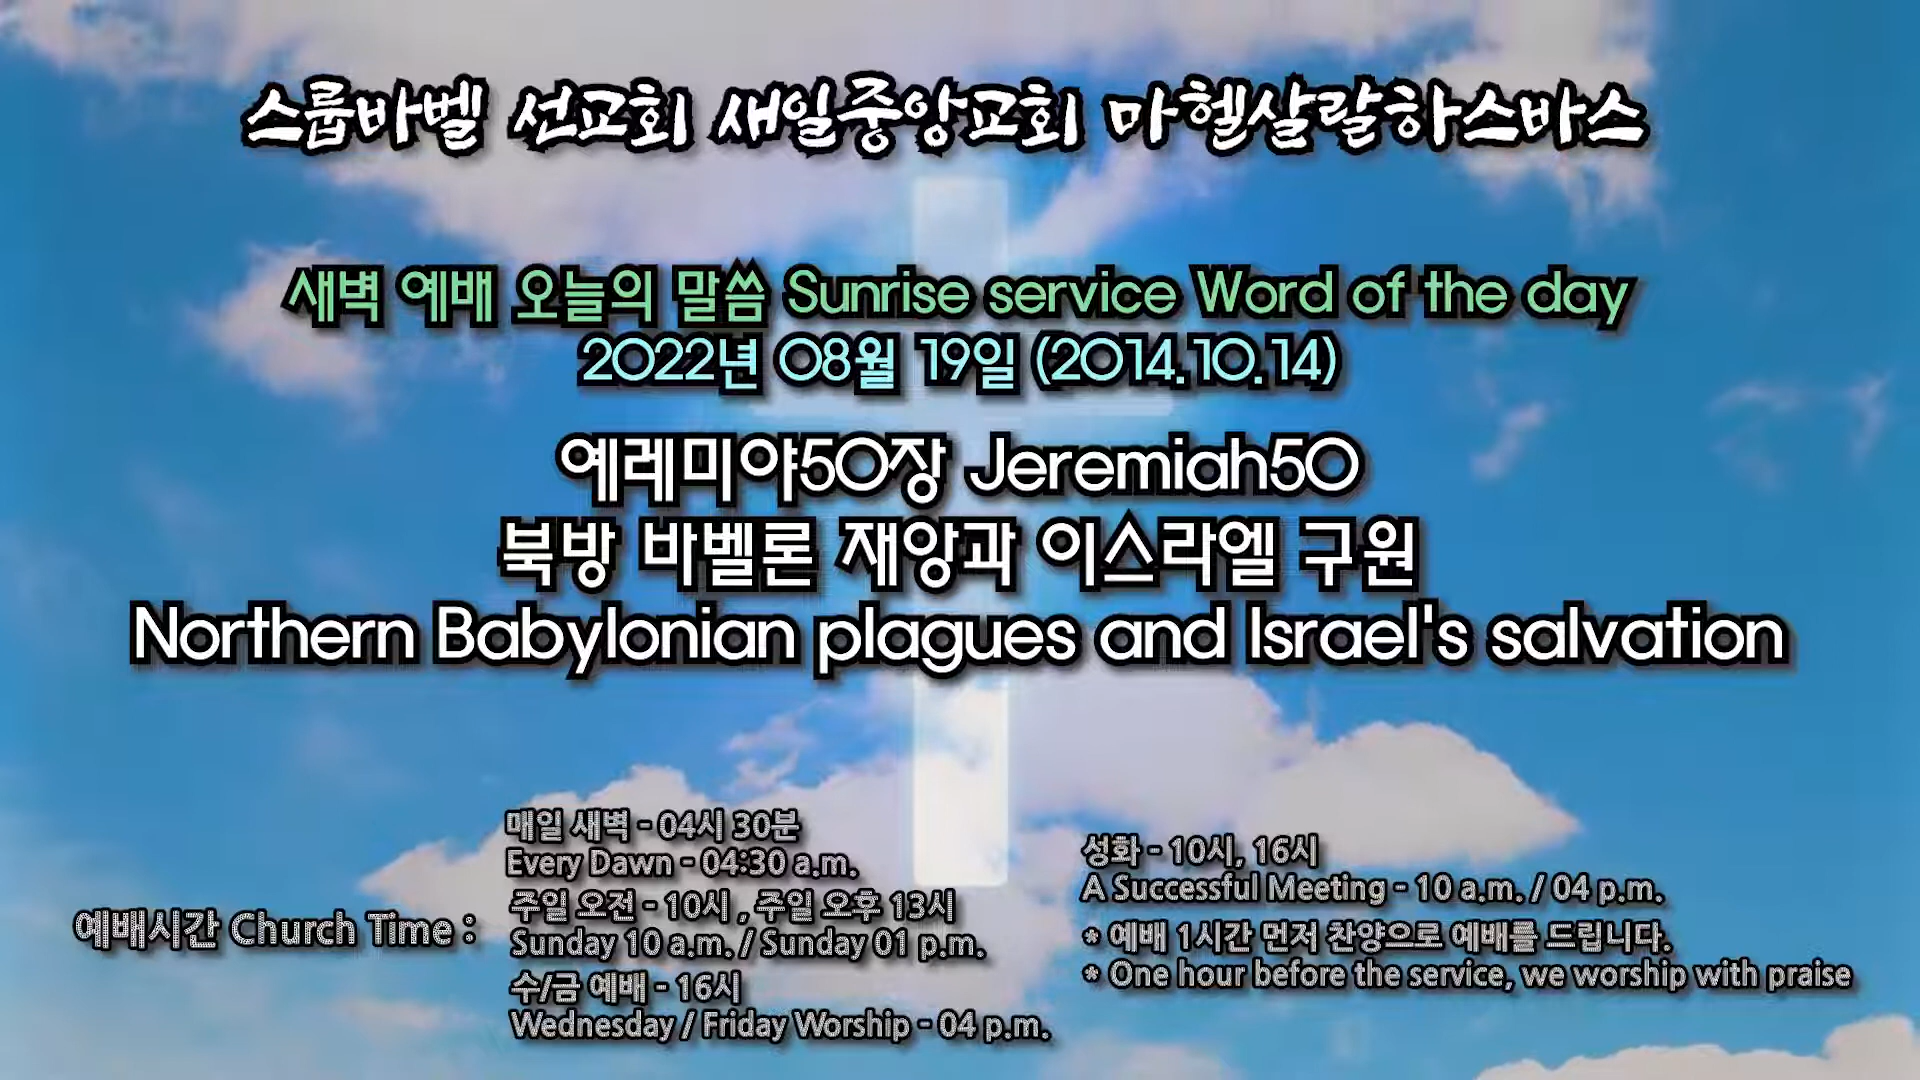 스룹바벨 선교회 새일중앙교회 마헬살랄하스바스
새벽 예배 오늘의 말씀 Sunrise service Word of the day
2022년 08월 19일 (2014.10.14)
예레미야50장 Jeremiah50
북방 바벨론 재앙과 이스라엘 구원
Northern Babylonian plagues and Israel's salvation
예배시간 Church Time :
매일 새벽 - 04시 30분
Every Dawn - 04:30 a.m.
주일 오전 - 10시 , 주일 오후 13시
Sunday 10 a.m. / Sunday 01 p.m.
수/금 예배 - 16시
Wednesday / Friday Worship - 04 p.m.
성화 - 10시, 16시
A Successful Meeting - 10 a.m. / 04 p.m.
* 예배 1시간 먼저 찬양으로 예배를 드립니다.
* One hour before the service, we worship with praise